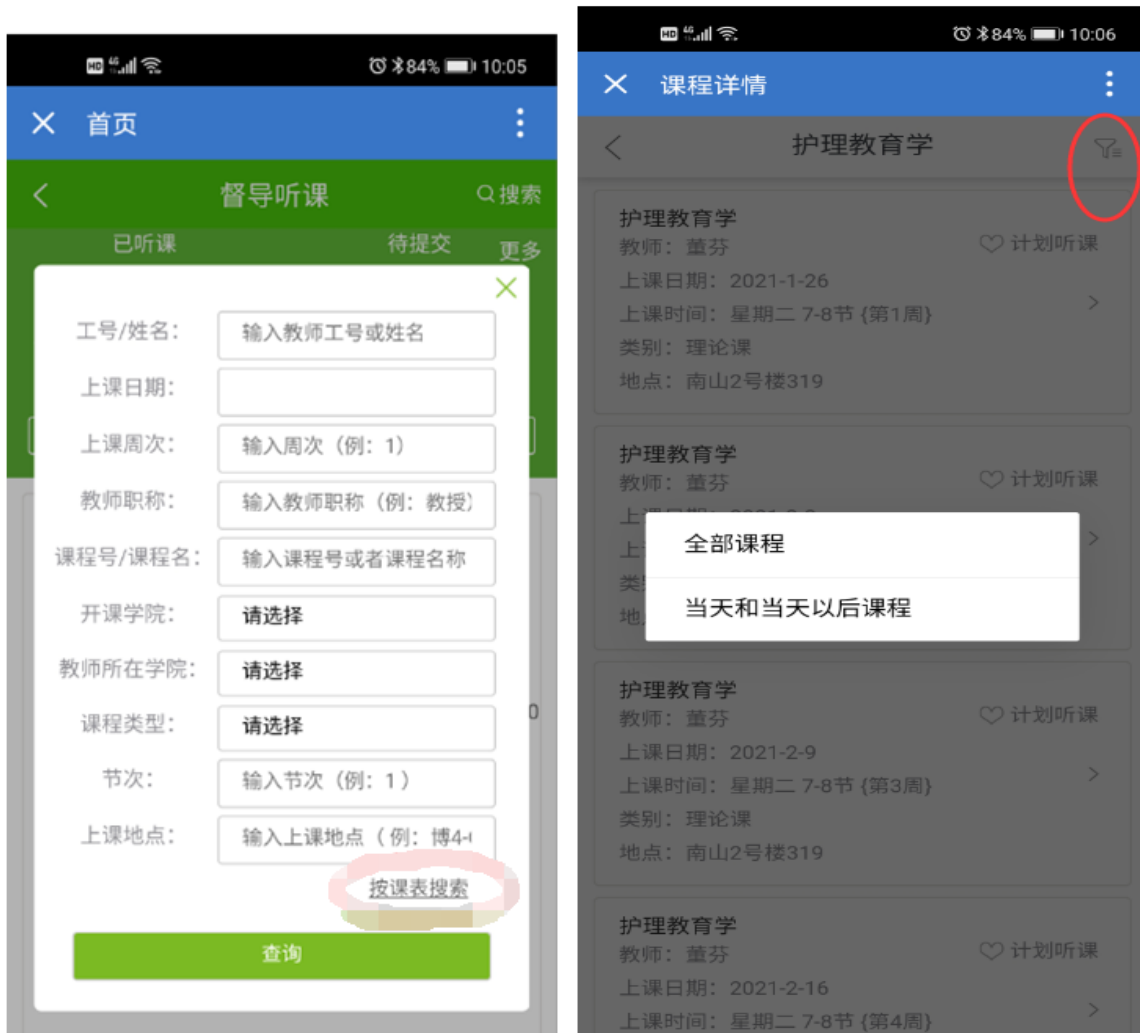 HD 4G 84% 10:05
首页
督导听课
搜索
已听课 待提交 更多
工号/姓名： 输入教师工号或姓名
上课日期：
上课周次： 输入周次（例：1）
教师职称： 输入教师职称（例：教授）
课程号/课程名： 输入课程号或者课程名称
开课学院： 请选择
教师所在学院： 请选择
课程类型： 请选择
0
节次： 输入节次（例：1 ）
上课地点： 输入上课地点（ 例：博4-
按课表搜索
查询
HD 4G 84% 10:06
课程详情
护理教育学
护理教育学
教师：董芬
计划听课
上课日期：2021-1-26
上课时间：星期二 7-8节 {第1周}
类别：理论课
地点：南山2号楼319
护理教育学
教师：董芬
计划听课
上
上
类
地
全部课程
当天和当天以后课程
护理教育学
教师：董芬
计划听课
上课日期：2021-2-9
上课时间：星期二 7-8节 {第3周}
类别：理论课
地点：南山2号楼319
护理教育学
教师：董芬
计划听课
上课日期：2021-2-16
上课时间：星期二 7-8节 {第4周}